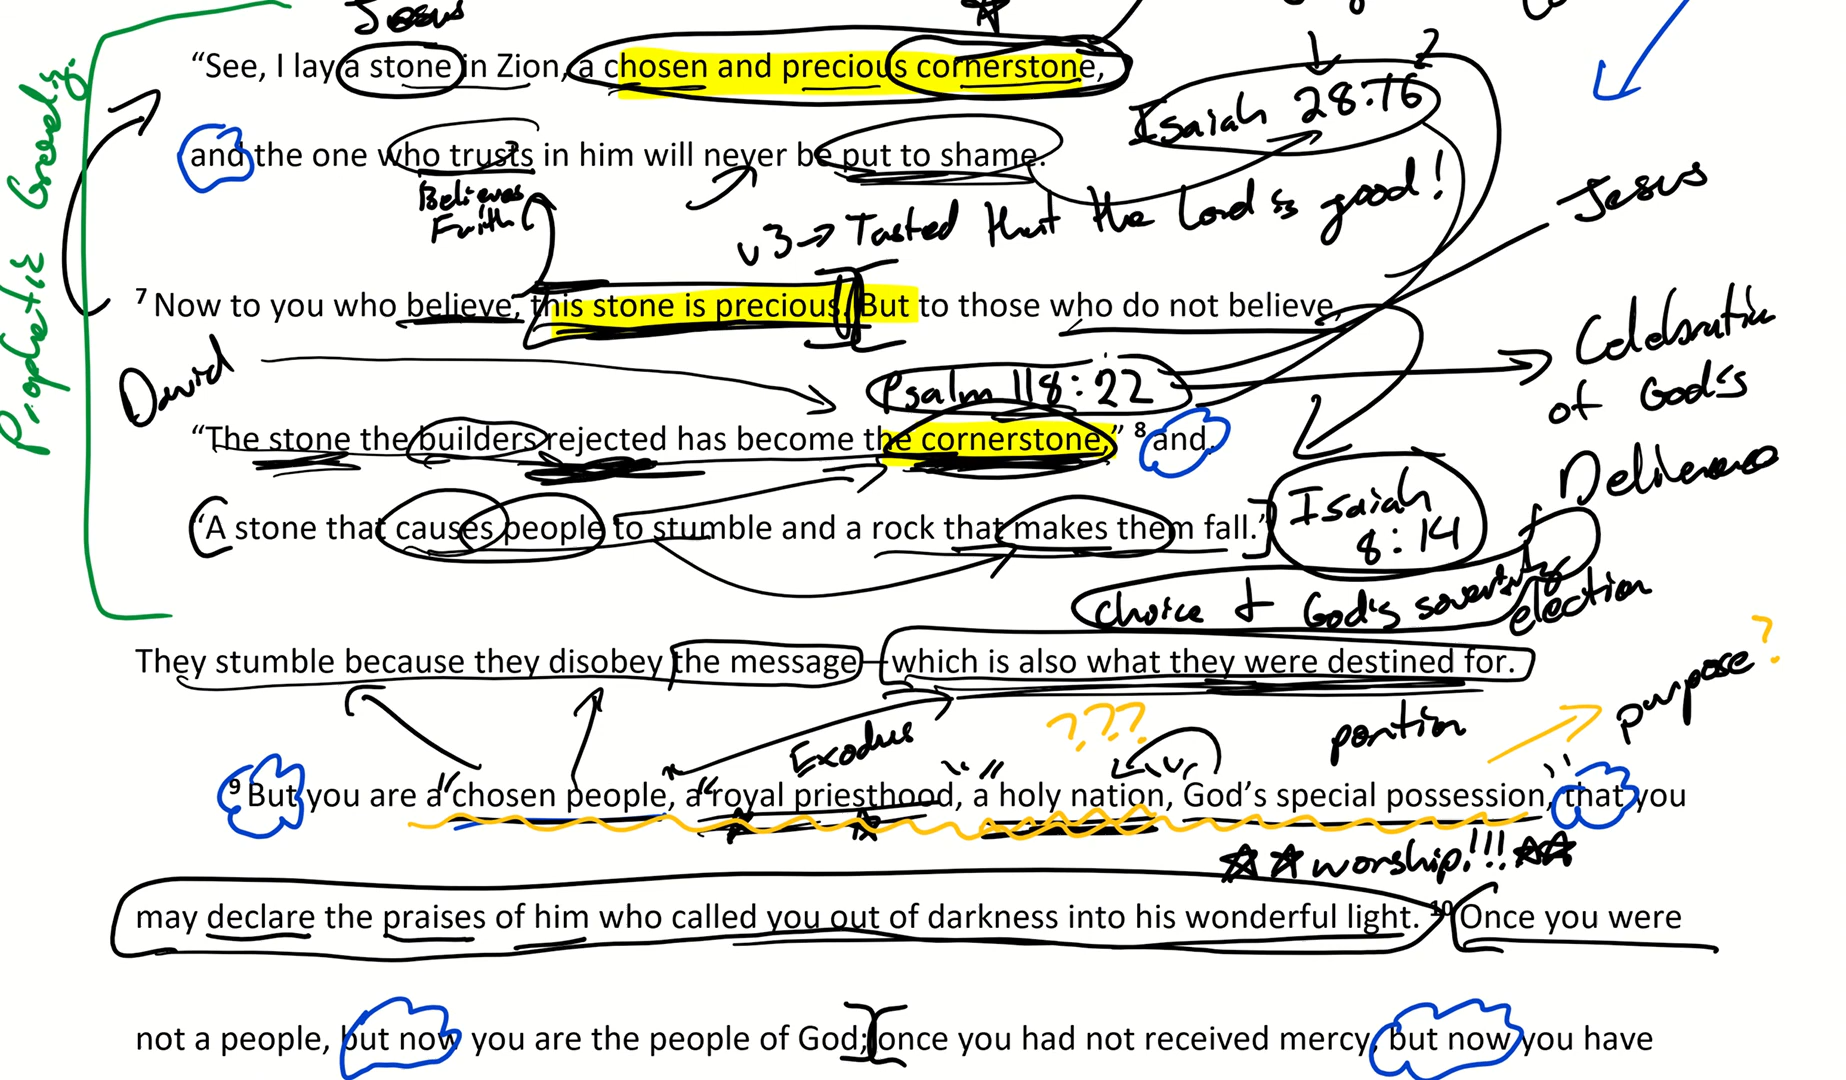 Jesus
“See, I lay a stone in Zion, a chosen and precious cornerstone,
Isaiah 28:16
and the one who trusts in him will never be put to shame.
Believes
Faith
v3 → Tasted that the Lord is good!
Jesus
⁷ Now to you who believe, this stone is precious. But to those who do not believe,
David
Psalm 118:22
Celebration
of God's
Deliverance
“The stone the builders rejected has become the cornerstone,” ⁸ and,
“A stone that causes people to stumble and a rock that makes them fall.”
Isaiah
8:14
choice + God's sovereignty
election
They stumble because they disobey the message—which is also what they were destined for.
purpose?
Exodus
???
portion
⁹ But you are a “chosen people, a “royal priesthood, a holy nation, God’s special possession, that you
worship!!!
may declare the praises of him who called you out of darkness into his wonderful light. ¹⁰ Once you were
not a people, but now you are the people of God; once you had not received mercy, but now you have